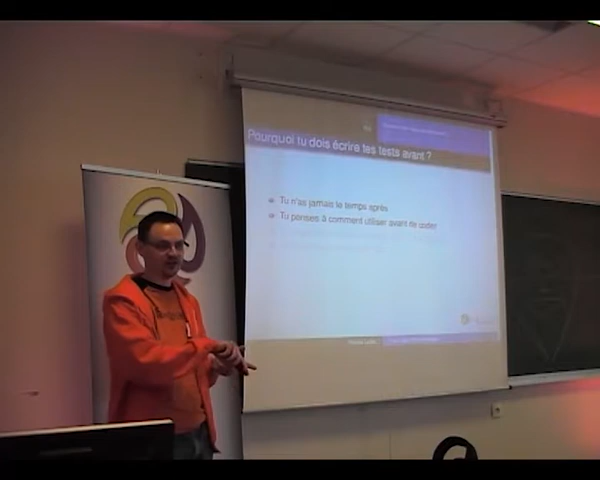 Pourquoi tu dois écrire tes tests avant ?
Tu n'as jamais le temps après
Tu penses à comment utiliser avant de coder